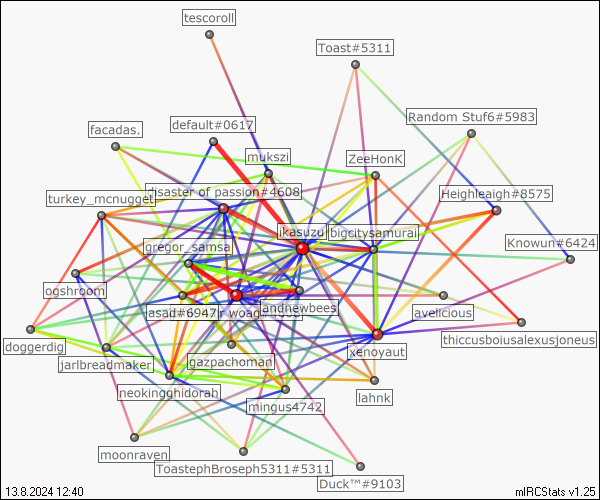 tescoroll
Toast#5311
Random Stuf6#5983
default#0617
facadas.
mukszi
ZeeHonK
disaster of passion#4608
turkey_mcnugget
Heighleaigh#8575
ikasuzu
bigcitysamurai
gregor_samsa
Knowun#6424
ogshroom
asad#6947
andnewbees
avelicious
thiccusboiusalexusjoneus
doggerdig
xenoyaut
gazpachoman
jarlbreadmaker
neokingghidorah
lahnk
mingus4742
moonraven
ToastephBroseph5311#5311
Duck™#9103
13.8.2024 12:40
mIRCStats v1.25